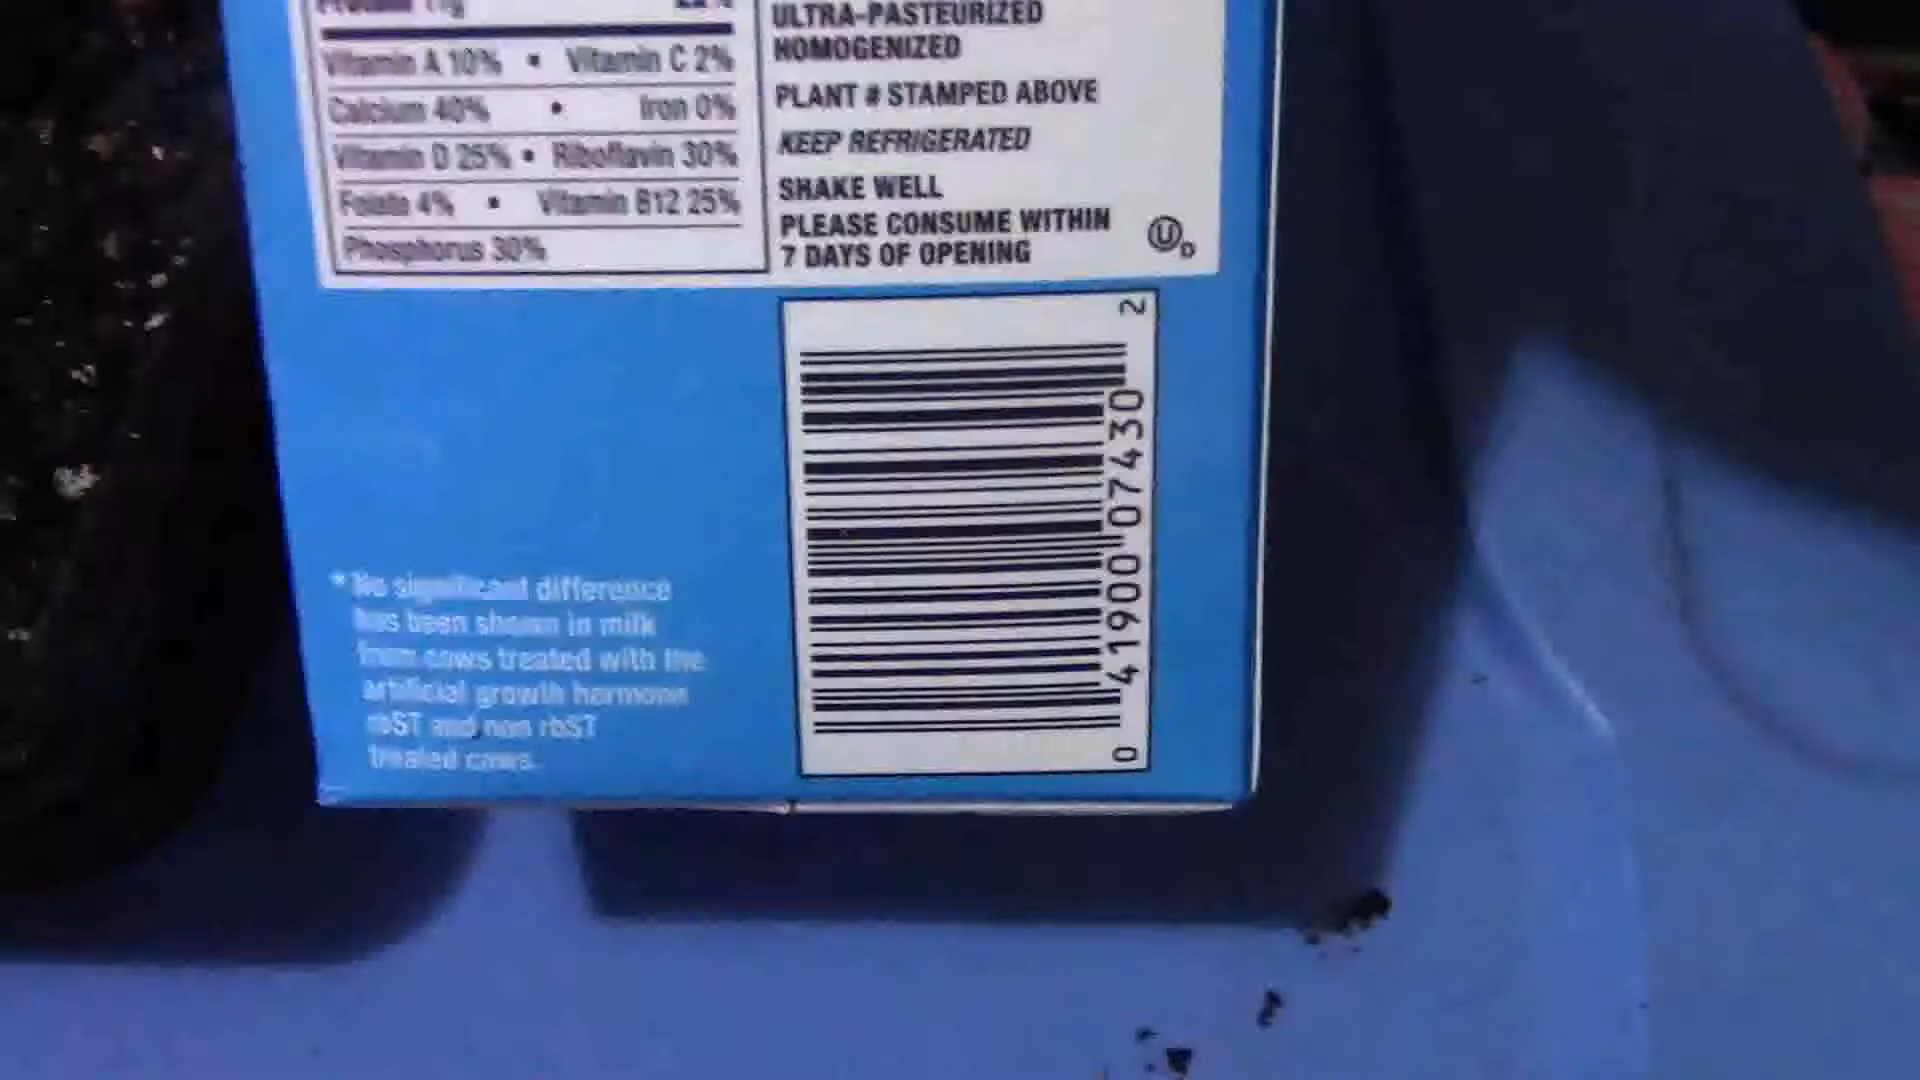 Protein 11g 22%
Vitamin A 10% • Vitamin C 2%
Calcium 40% • Iron 0%
Vitamin D 25% • Riboflavin 30%
Folate 4% • Vitamin B12 25%
Phosphorus 30%
ULTRA-PASTEURIZED
HOMOGENIZED
PLANT # STAMPED ABOVE
KEEP REFRIGERATED
SHAKE WELL
PLEASE CONSUME WITHIN
7 DAYS OF OPENING
U D
* No significant difference
has been shown in milk
from cows treated with the
artificial growth hormone
rbST and non rbST
treated cows.
0 41900 07430 2